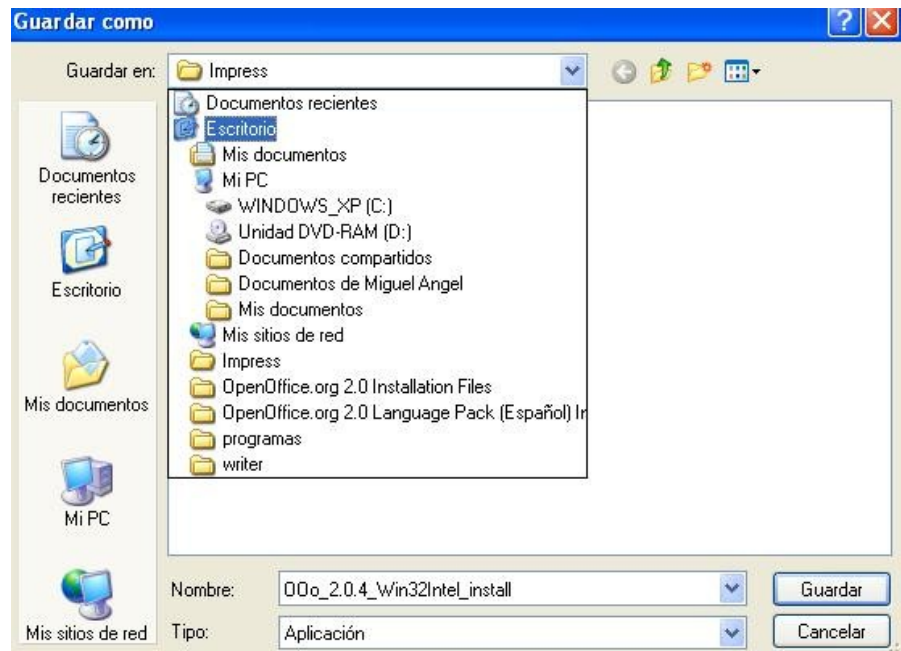 Guardar como
Guardar en:
Impress
Documentos recientes
Escritorio
Mis documentos
Mi PC
WINDOWS_XP (C:)
Unidad DVD-RAM (D:)
Documentos compartidos
Documentos de Miguel Angel
Mis documentos
Mis sitios de red
Impress
OpenOffice.org 2.0 Installation Files
OpenOffice.org 2.0 Language Pack (Español) In
programas
writer
Documentos
recientes
Escritorio
Mis documentos
Mi PC
Mis sitios de red
Nombre:
OOo_2.0.4_Win32Intel_install
Guardar
Tipo:
Aplicación
Cancelar